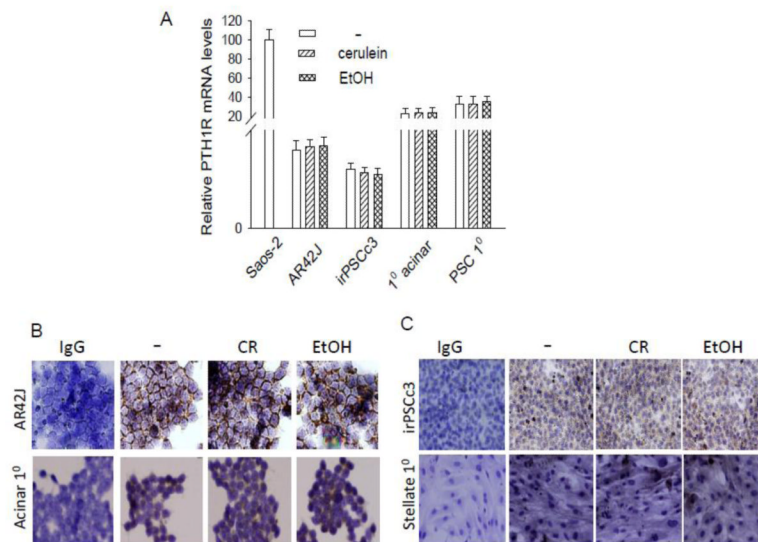 A
Relative PTH1R mRNA levels
120
100
80
60
40
20
0
–
cerulein
EtOH
Saos-2
AR42J
irPSCc3
1⁰ acinar
PSC 1⁰
B
IgG – CR EtOH
AR42J
Acinar 1⁰
C
IgG – CR EtOH
irPSCc3
Stellate 1⁰